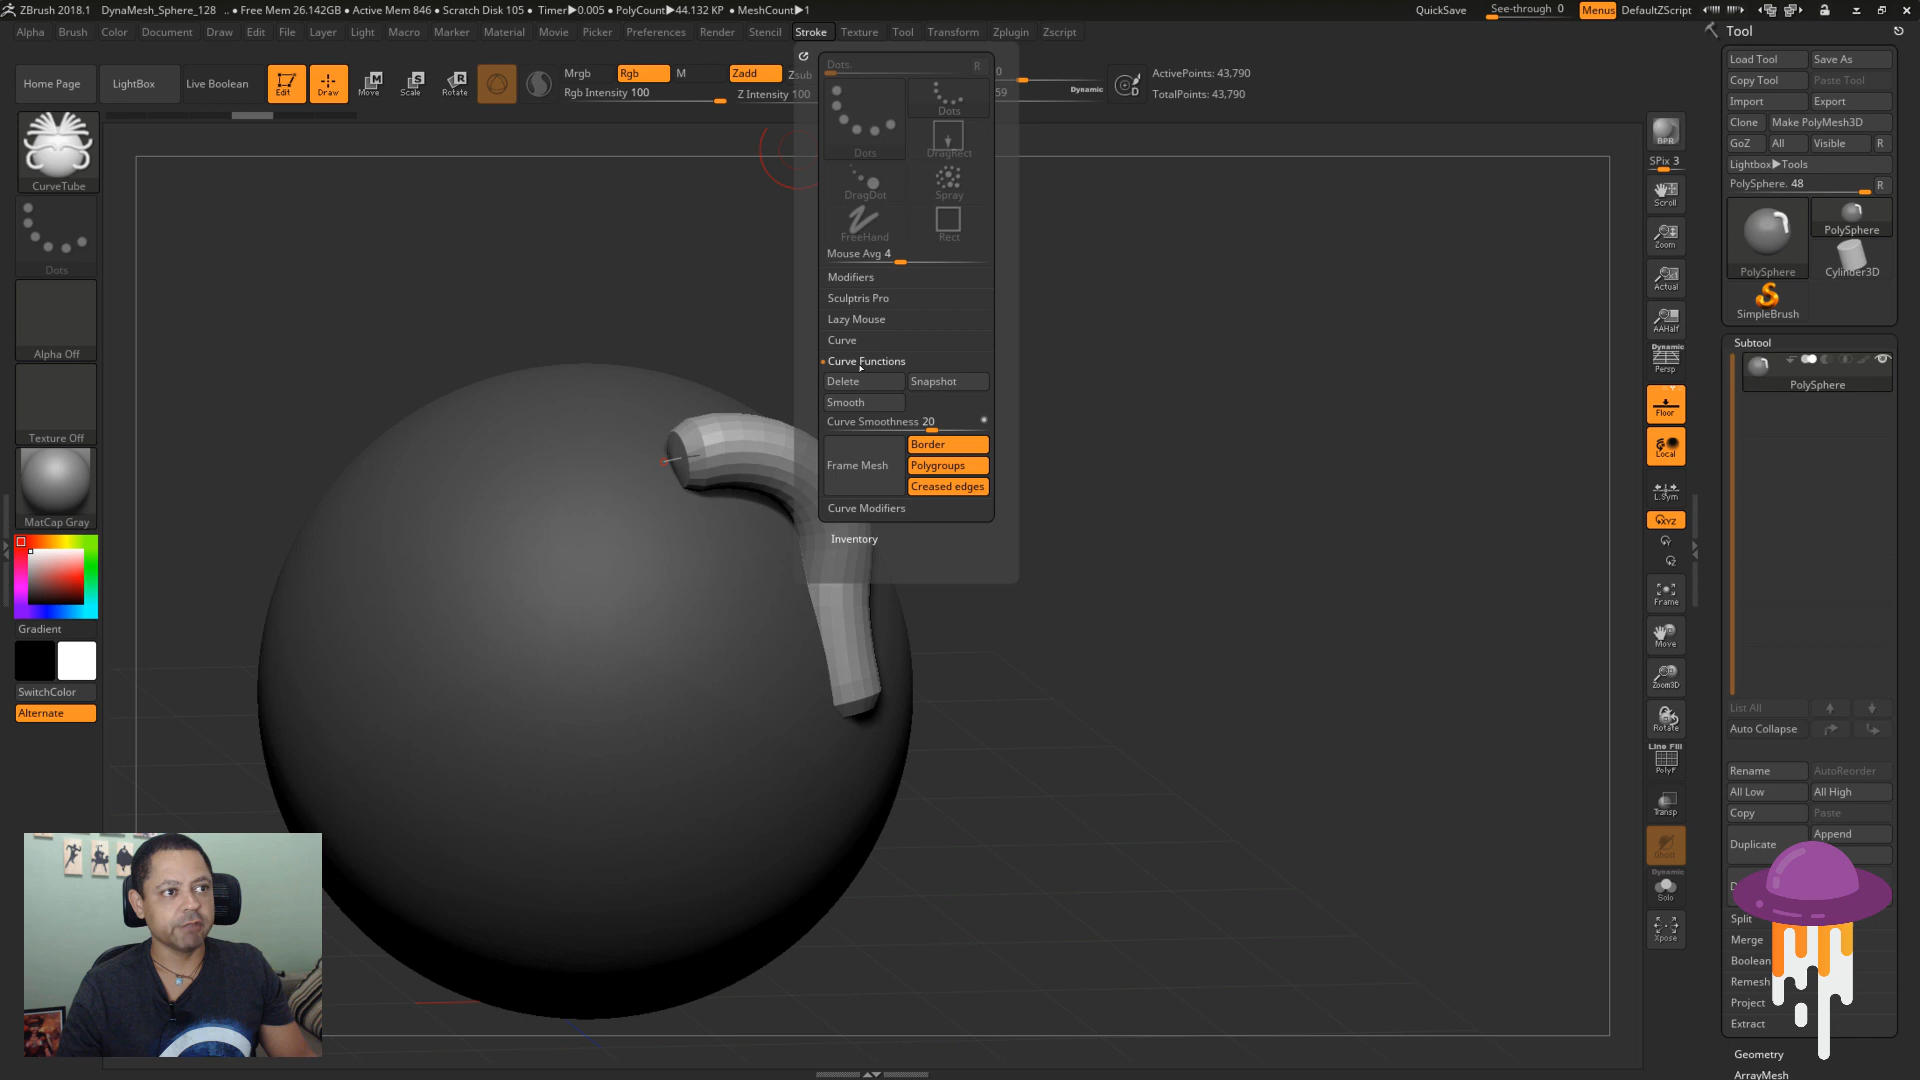 ZBrush 2018.1 DynaMesh_Sphere_128 .. • Free Mem 26.142GB • Active Mem 846 • Scratch Disk 105 • Timer▶0.005 • PolyCount▶44.132 KP • MeshCount▶1 QuickSave See-through 0 Menus DefaultZScript
Alpha Brush Color Document Draw Edit File Layer Light Macro Marker Material Movie Picker Preferences Render Stencil Stroke Texture Tool Transform Zplugin Zscript
Home Page LightBox Live Boolean Edit Draw Move Scale Rotate
Mrgb Rgb M Zadd Zsub
Rgb Intensity 100 Z Intensity 100
0
59 Dynamic
ActivePoints: 43,790
TotalPoints: 43,790
CurveTube
Dots
Alpha Off
Texture Off
MatCap Gray
Gradient
SwitchColor
Alternate
Dots. R
Dots
Dots DragRect
DragDot Spray
FreeHand Rect
Mouse Avg 4
Modifiers
Sculptris Pro
Lazy Mouse
Curve
Curve Functions
Delete Snapshot
Smooth
Curve Smoothness 20
Frame Mesh
Border
Polygroups
Creased edges
Curve Modifiers
Inventory
BPR
SPix 3
Scroll
Zoom
Actual
AAHalf
Dynamic
Persp
Floor
Local
L.Sym
XYZ
Y
Z
Frame
Move
Zoom3D
Rotate
Line Fill
PolyF
Transp
Ghost
Dynamic
Solo
Xpose
Tool
Load Tool Save As
Copy Tool Paste Tool
Import Export
Clone Make PolyMesh3D
GoZ All Visible R
Lightbox▶Tools
PolySphere. 48 R
PolySphere
PolySphere Cylinder3D
SimpleBrush
Subtool
PolySphere
List All
Auto Collapse
Rename AutoReorder
All Low All High
Copy Paste
Duplicate Append
Split
Merge
Boolean
Remesh
Project
Extract
Geometry
ArrayMesh